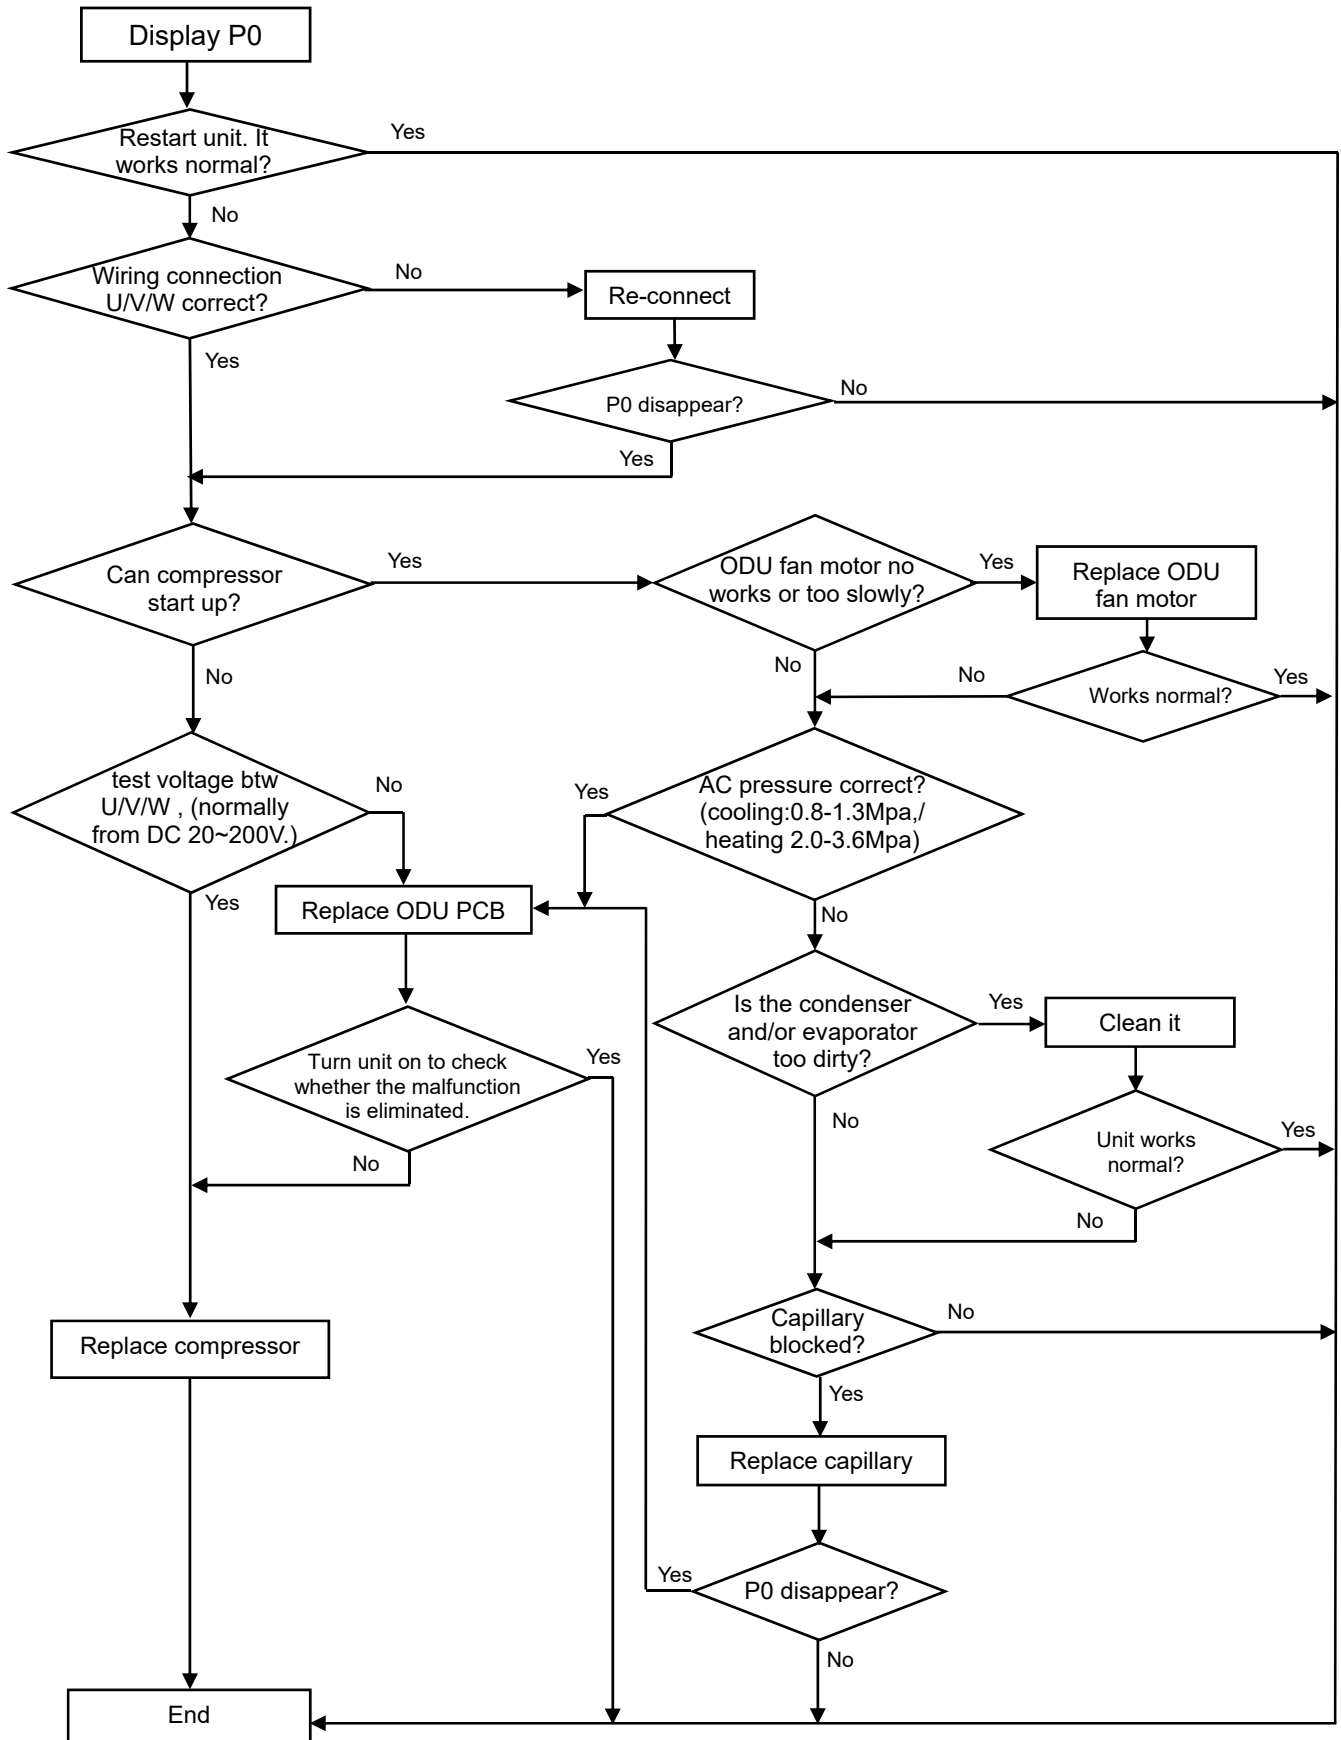 Display P0
Restart unit. It
works normal?
Yes
No
Wiring connection
U/V/W correct?
No
Re-connect
Yes
P0 disappear?
No
Yes
Can compressor
start up?
Yes
ODU fan motor no
works or too slowly?
Yes
Replace ODU
fan motor
No
No
No
Works normal?
Yes
test voltage btw
U/V/W , (normally
from DC 20~200V.)
No
Yes
AC pressure correct?
(cooling:0.8-1.3Mpa,/
heating 2.0-3.6Mpa)
Yes
Replace ODU PCB
No
Is the condenser
and/or evaporator
too dirty?
Yes
Clean it
Turn unit on to check
whether the malfunction
is eliminated.
Yes
No
No
Unit works
normal?
Yes
No
Capillary
blocked?
No
Replace compressor
Yes
Replace capillary
Yes
P0 disappear?
No
End